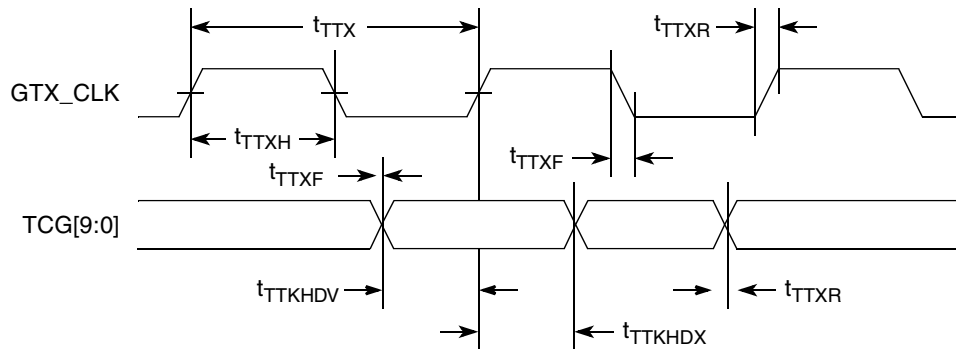 tTTX
tTTXR
GTX_CLK
tTTXH
tTTXF
tTTXF
TCG[9:0]
tTTKHDV
tTTXR
tTTKHDX